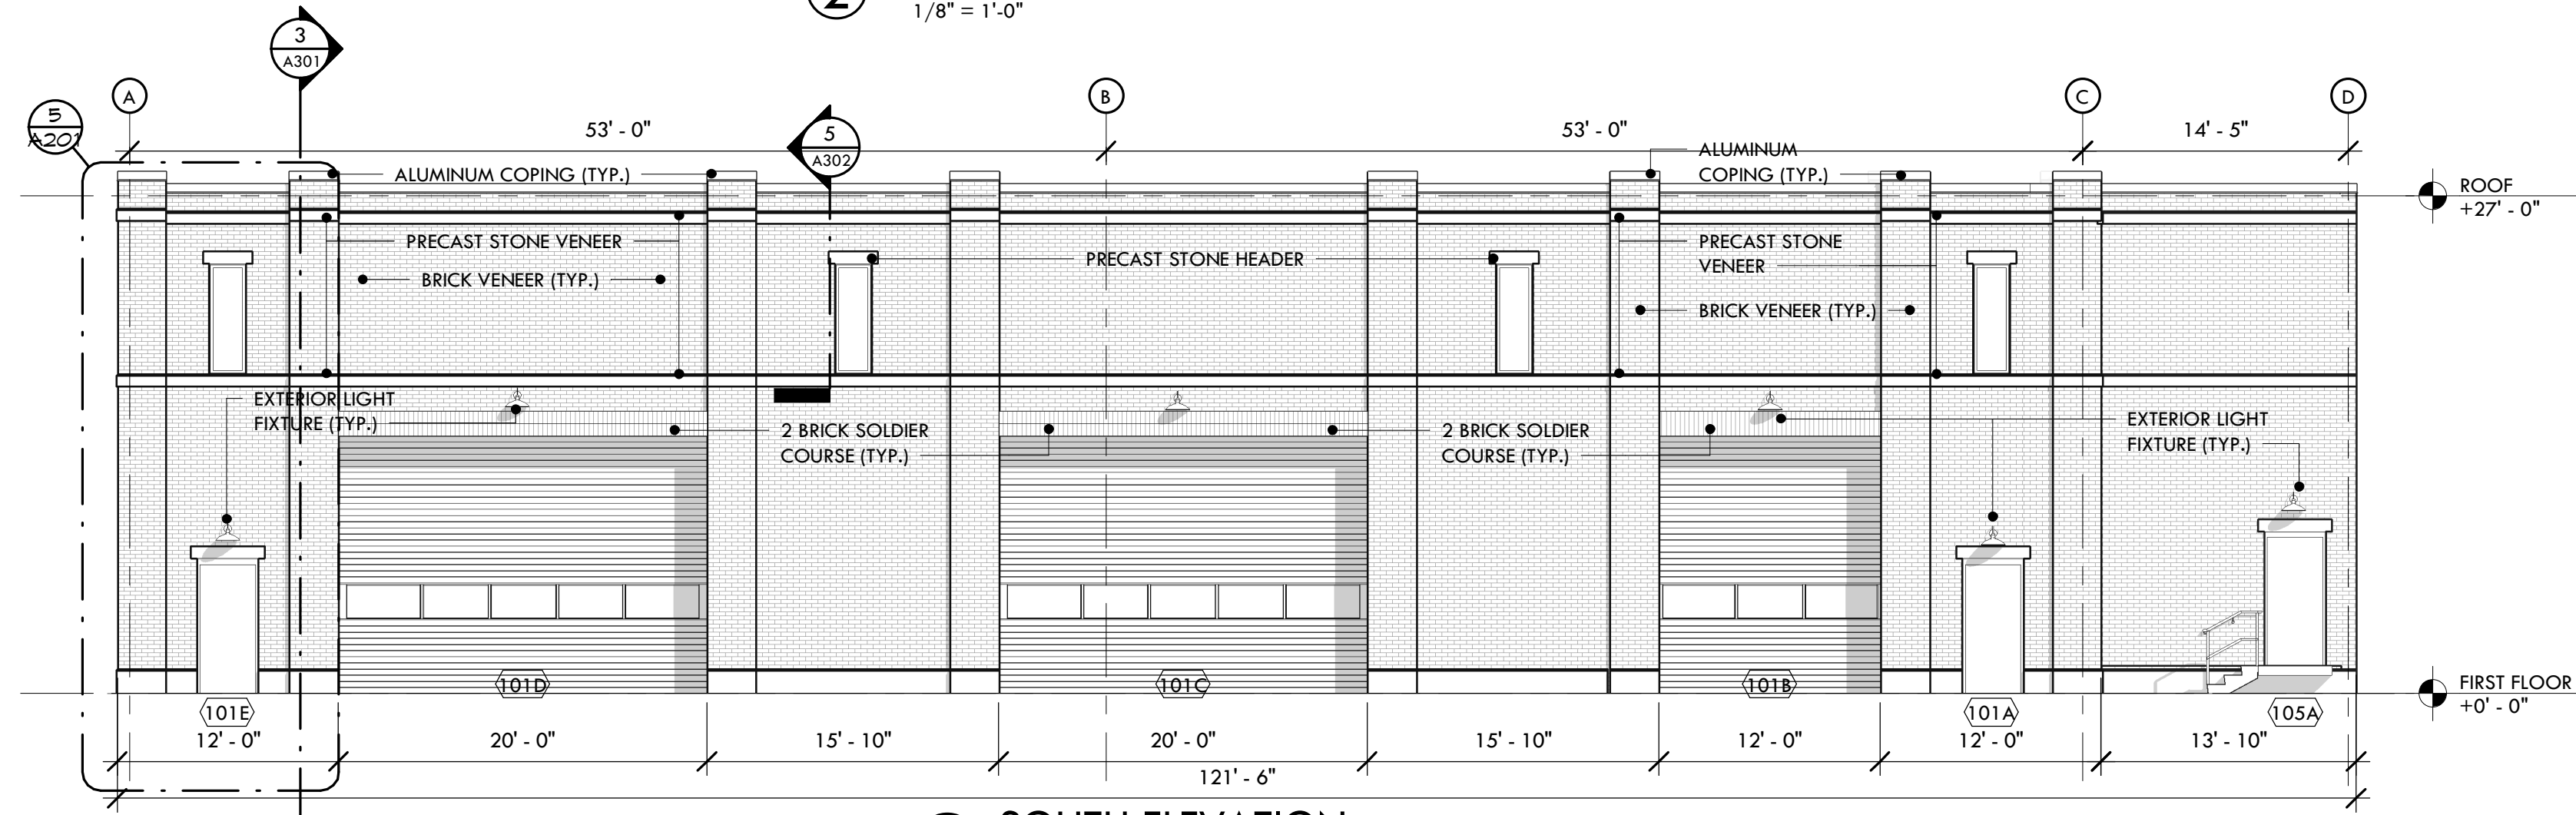 2
1/8" = 1'-0"
3
A301
A
B
C
D
5
A201
53' - 0"
5
A302
53' - 0"
14' - 5"
ALUMINUM COPING (TYP.)
ALUMINUM
COPING (TYP.)
ROOF
+27' - 0"
PRECAST STONE VENEER
BRICK VENEER (TYP.)
PRECAST STONE HEADER
PRECAST STONE
VENEER
BRICK VENEER (TYP.)
EXTERIOR LIGHT
FIXTURE (TYP.)
2 BRICK SOLDIER
COURSE (TYP.)
2 BRICK SOLDIER
COURSE (TYP.)
EXTERIOR LIGHT
FIXTURE (TYP.)
101D
101C
101B
FIRST FLOOR
+0' - 0"
101E
101A
105A
12' - 0"
20' - 0"
15' - 10"
20' - 0"
15' - 10"
12' - 0"
12' - 0"
13' - 10"
121' - 6"
SOUTH ELEVATION